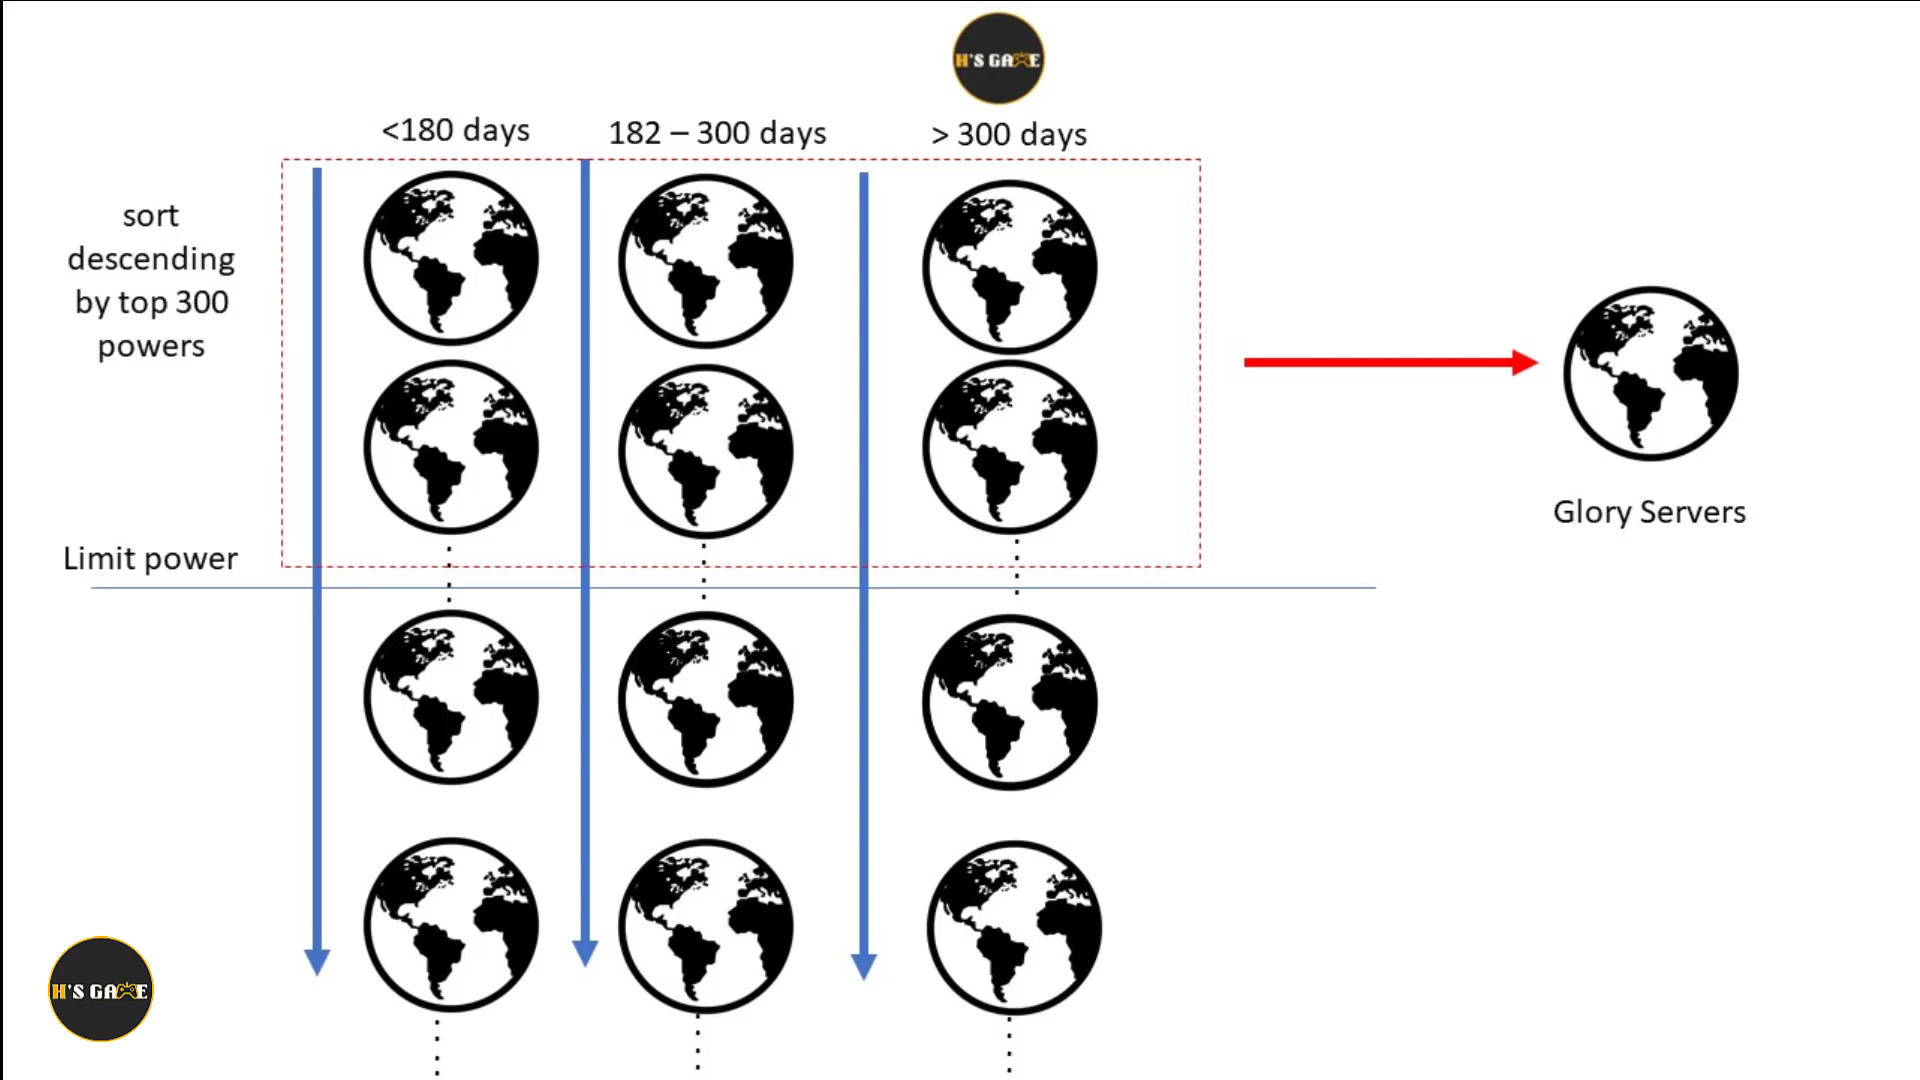 H'S GAME
<180 days
182 – 300 days
> 300 days
sort
descending
by top 300
powers
Limit power
Glory Servers
H'S GAME